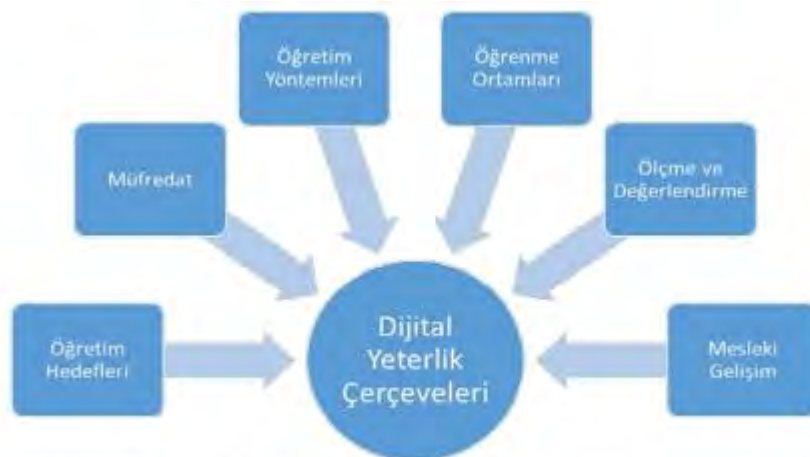 Öğretim
Yöntemleri
Öğrenme
Ortamları
Müfredat
Ölçme ve
Değerlendirme
Öğretim
Hedefleri
Dijital
Yeterlik
Çerçeveleri
Mesleki
Gelişim